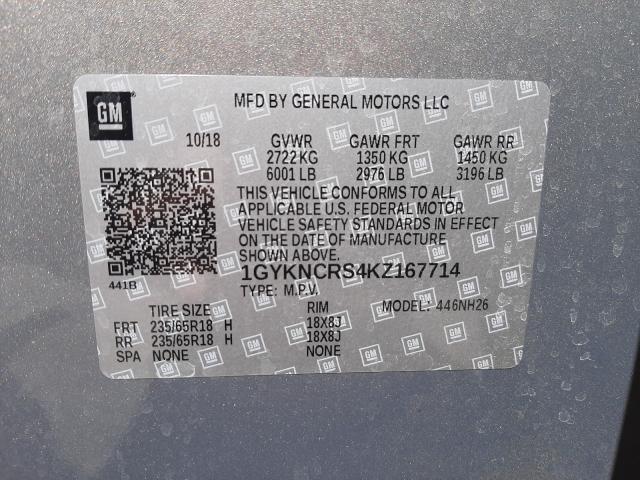 GM
MFD BY GENERAL MOTORS LLC
10/18 GVWR GAWR FRT GAWR RR
2722 KG 1350 KG 1450 KG
6001 LB 2976 LB 3196 LB
THIS VEHICLE CONFORMS TO ALL
APPLICABLE U.S. FEDERAL MOTOR
VEHICLE SAFETY STANDARDS IN EFFECT
ON THE DATE OF MANUFACTURE
SHOWN ABOVE.
1GYKNCRS4KZ167714
441B TYPE: M.P.V. MODEL: 446NH26
TIRE SIZE RIM
FRT 235/65R18 H 18X8J
RR 235/65R18 H 18X8J
SPA NONE NONE